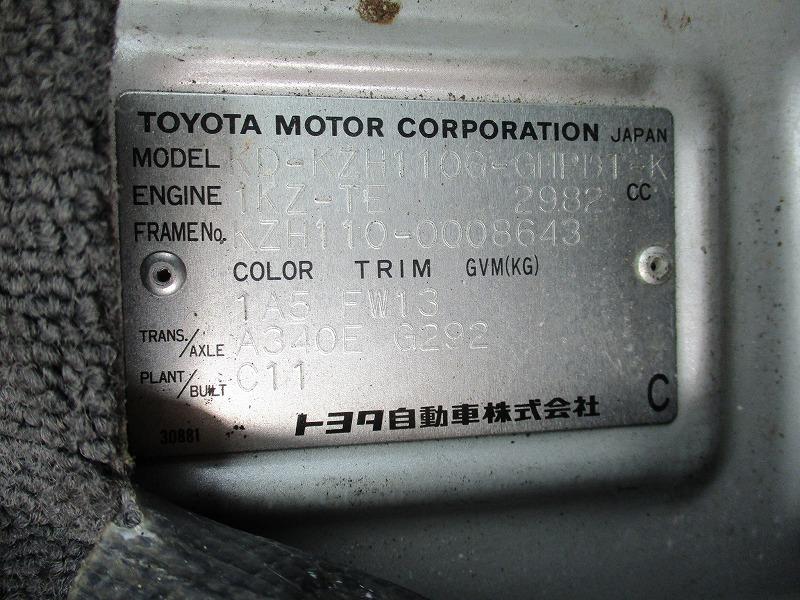 TOYOTA MOTOR CORPORATION JAPAN
MODEL KD-KZH110G-GHPBT-K
ENGINE 1KZ-TE 2982 CC
FRAME No. KZH110-0008643
COLOR TRIM GVM(KG)
1A5 FW13
TRANS./AXLE A340E G292
PLANT/BUILT C11
トヨタ自動車株式会社 C
30881